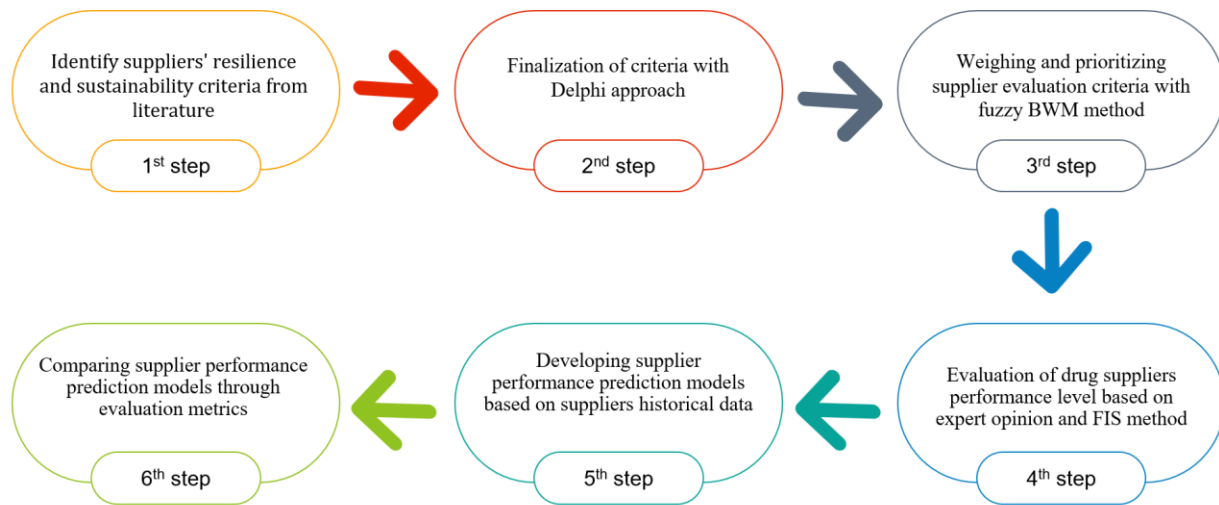 Identify suppliers' resilience
and sustainability criteria from
literature
1st step
Finalization of criteria with
Delphi approach
2nd step
Weighing and prioritizing
supplier evaluation criteria with
fuzzy BWM method
3rd step
Evaluation of drug suppliers
performance level based on
expert opinion and FIS method
4th step
Developing supplier
performance prediction models
based on suppliers historical data
5th step
Comparing supplier performance
prediction models through
evaluation metrics
6th step